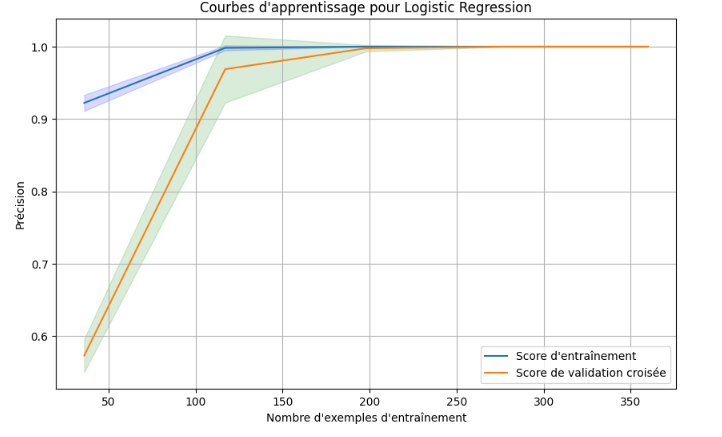 Courbes d'apprentissage pour Logistic Regression
1.0
0.9
0.8
0.7
0.6
Précision
50
100
150
200
250
300
350
Nombre d'exemples d'entraînement
Score d'entraînement
Score de validation croisée